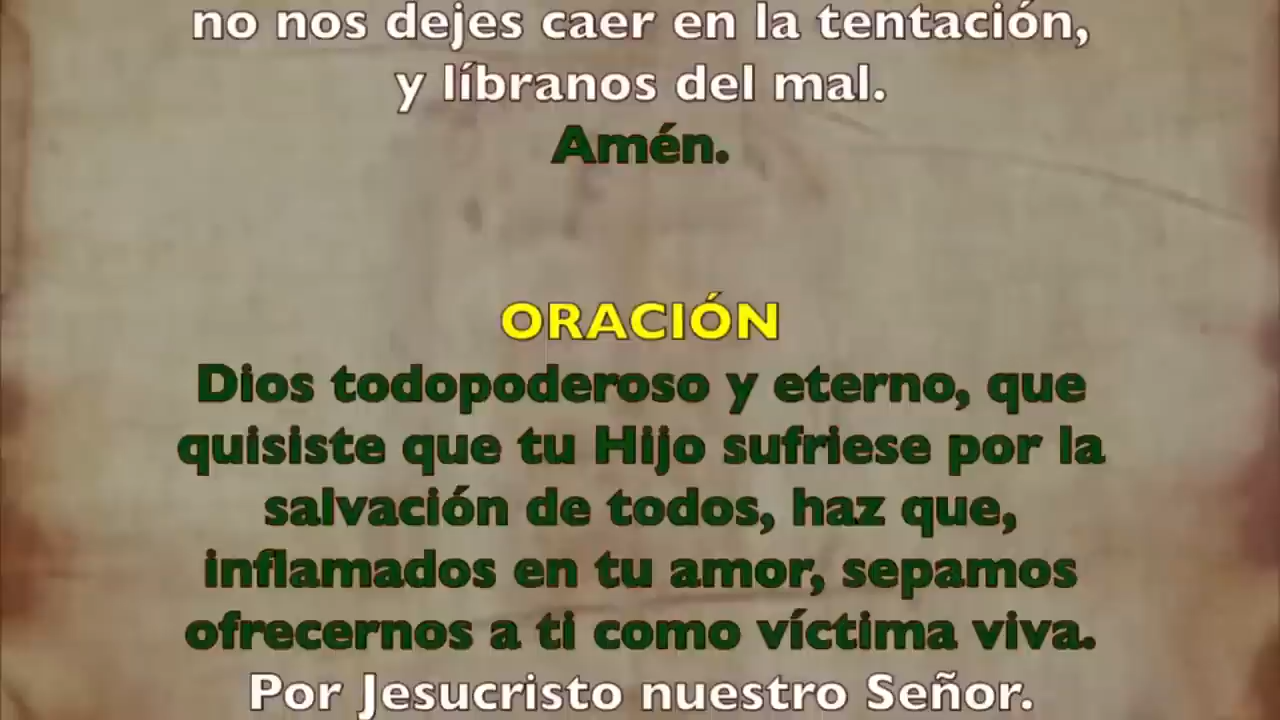 no nos dejes caer en la tentación,
y líbranos del mal.
Amén.
ORACIÓN
Dios todopoderoso y eterno, que
quisiste que tu Hijo sufriese por la
salvación de todos, haz que,
inflamados en tu amor, sepamos
ofrecernos a ti como víctima viva.
Por Jesucristo nuestro Señor.